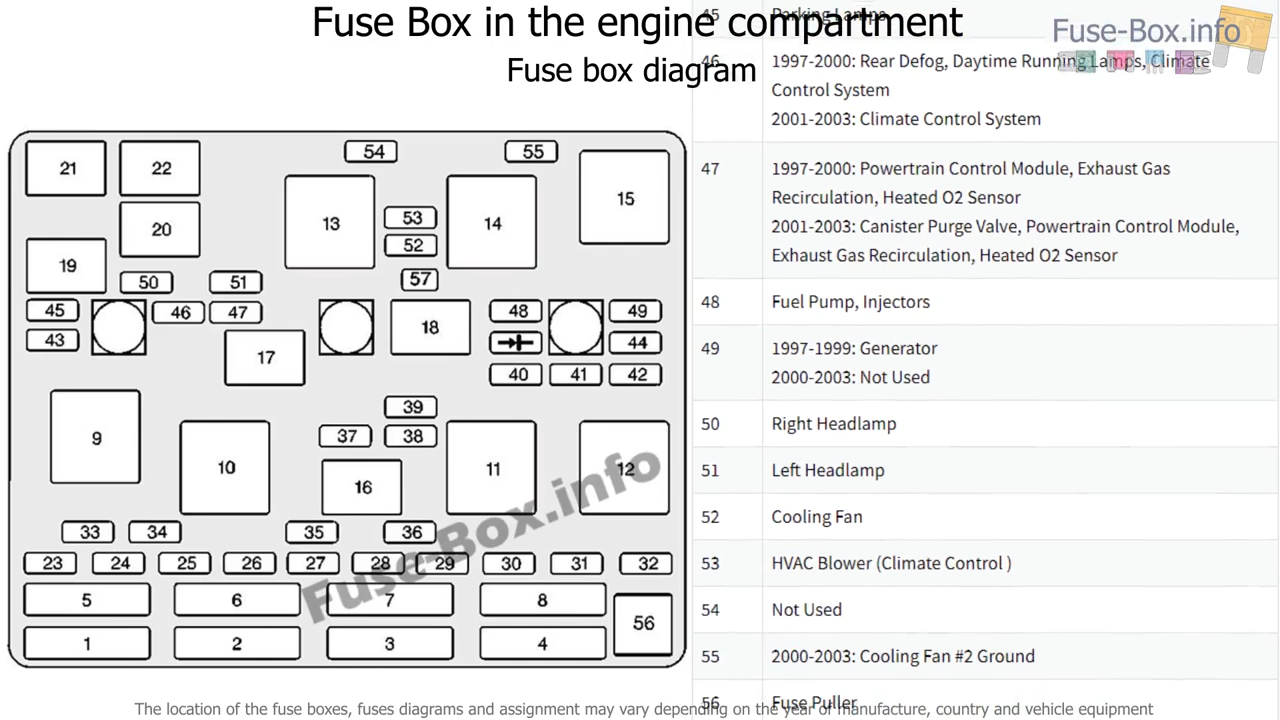 Fuse Box in the engine compartment
Fuse box diagram
Fuse-Box.info
21 22 54 55
15
13 53 14
20 52
19 57
50 51
45 46 47 18 48 49
43 44
17
40 41 42
39
9 37 38
10 16 11 12
33 34 35 36
23 24 25 26 27 28 29 30 31 32
5 6 7 8
56
1 2 3 4
Fuse-Box.info
45 Parking Lamps
46 1997-2000: Rear Defog, Daytime Running Lamps, Climate
Control System
2001-2003: Climate Control System
47 1997-2000: Powertrain Control Module, Exhaust Gas
Recirculation, Heated O2 Sensor
2001-2003: Canister Purge Valve, Powertrain Control Module,
Exhaust Gas Recirculation, Heated O2 Sensor
48 Fuel Pump, Injectors
49 1997-1999: Generator
2000-2003: Not Used
50 Right Headlamp
51 Left Headlamp
52 Cooling Fan
53 HVAC Blower (Climate Control )
54 Not Used
55 2000-2003: Cooling Fan #2 Ground
56 Fuse Puller
The location of the fuse boxes, fuses diagrams and assignment may vary depending on the year of manufacture, country and vehicle equipment